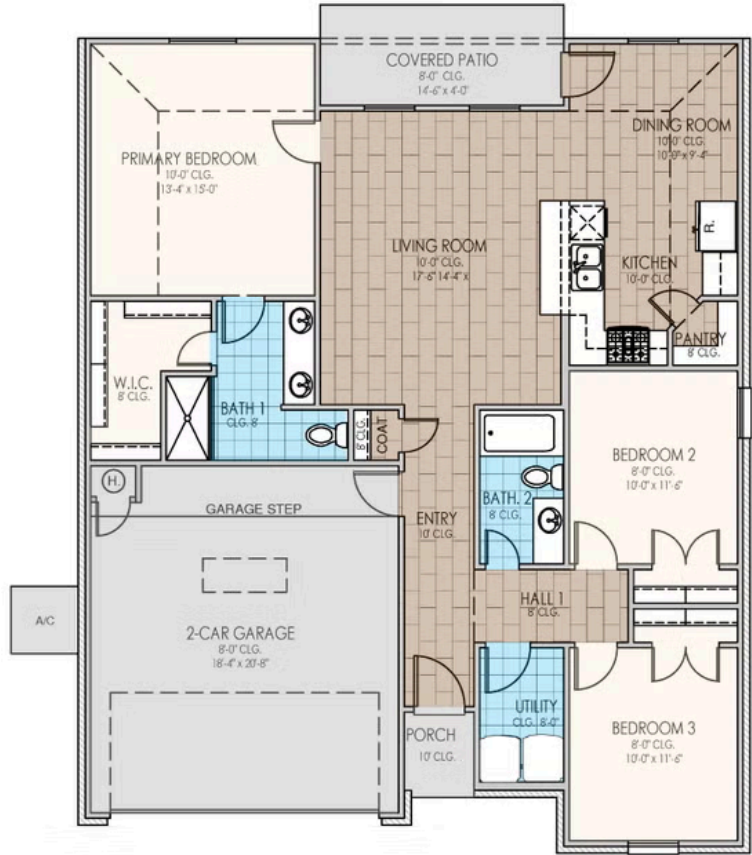 COVERED PATIO
8'-0" CLG.
14'-6" x 4'-0"
DINING ROOM
10'-0" CLG.
10'-0" x 9'-4"
PRIMARY BEDROOM
10'-0" CLG.
13'-4" x 15'-0"
LIVING ROOM
10'-0" CLG.
17'-6" 14'-4" x
R.
KITCHEN
10'-0" CLG.
PANTRY
8' CLG.
W.I.C.
8' CLG.
BATH 1
CLG. 8'
8' CLG.
COAT
BEDROOM 2
8'-0" CLG.
10'-0" x 11'-6"
H.
GARAGE STEP
BATH. 2
8' CLG.
ENTRY
10' CLG.
HALL 1
8' CLG.
A/C
2-CAR GARAGE
8'-0" CLG.
18'-4" x 20'-8"
UTILITY
CLG. 8'-0"
PORCH
10' CLG.
BEDROOM 3
8'-0" CLG.
10'-0" x 11'-6"